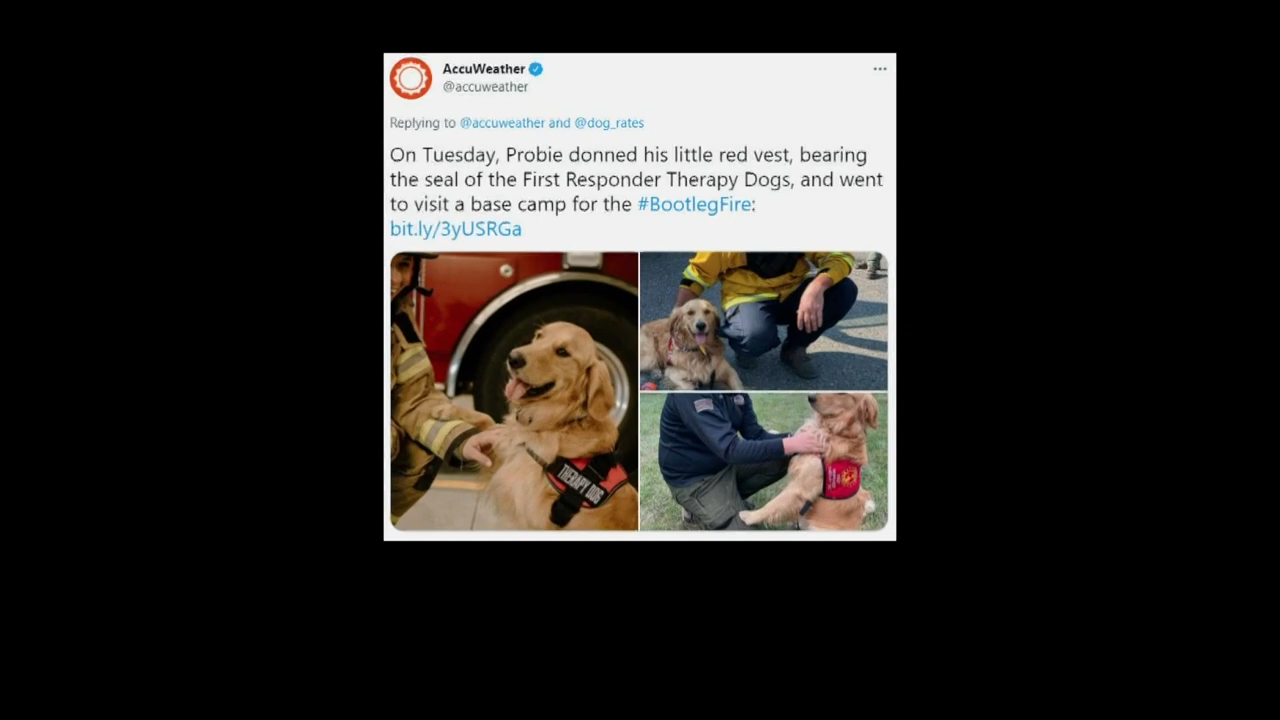 AccuWeather
@accuweather
Replying to @accuweather and @dog_rates
On Tuesday, Probie donned his little red vest, bearing
the seal of the First Responder Therapy Dogs, and went
to visit a base camp for the #BootlegFire:
bit.ly/3yUSRGa
THERAPY DOG